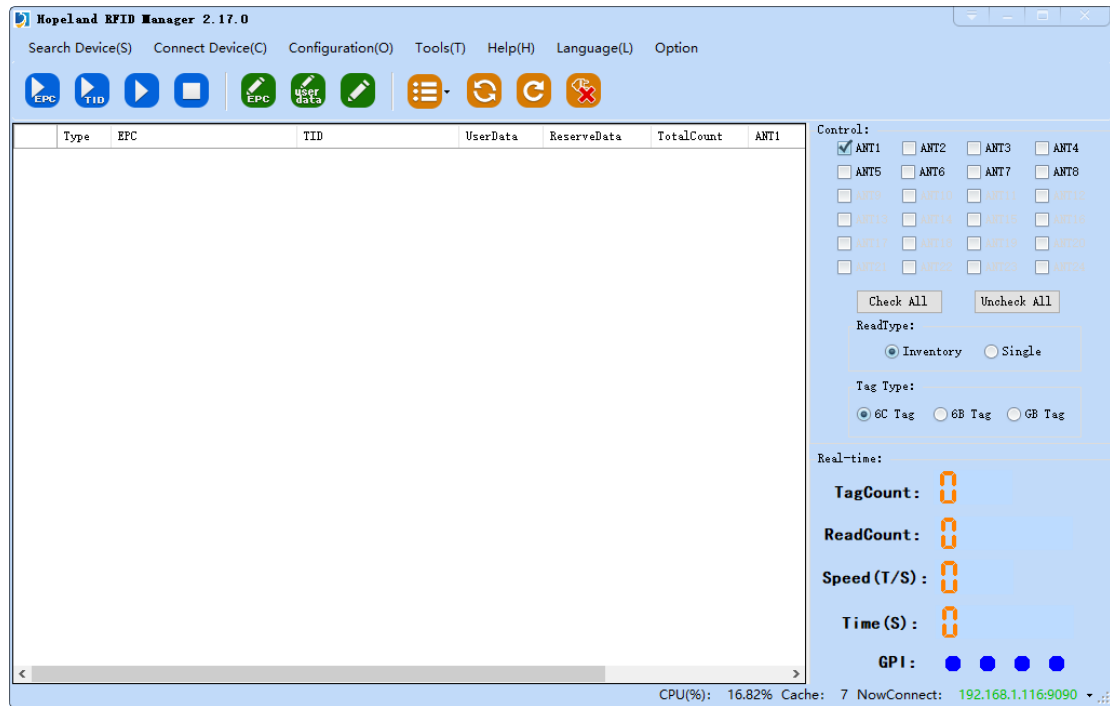 Hopeland RFID Manager 2.17.0
Search Device(S) Connect Device(C) Configuration(O) Tools(T) Help(H) Language(L) Option
EPC TID EPC user data
Type EPC TID UserData ReserveData TotalCount ANT1
Control:
ANT1 ANT2 ANT3 ANT4
ANT5 ANT6 ANT7 ANT8
Check All Uncheck All
ReadType:
Inventory Single
Tag Type:
6C Tag 6B Tag GB Tag
Real-time:
TagCount: 0
ReadCount: 0
Speed(T/S): 0
Time(S): 0
GPI:
CPU(%): 16.82% Cache: 7 NowConnect: 192.168.1.116:9090